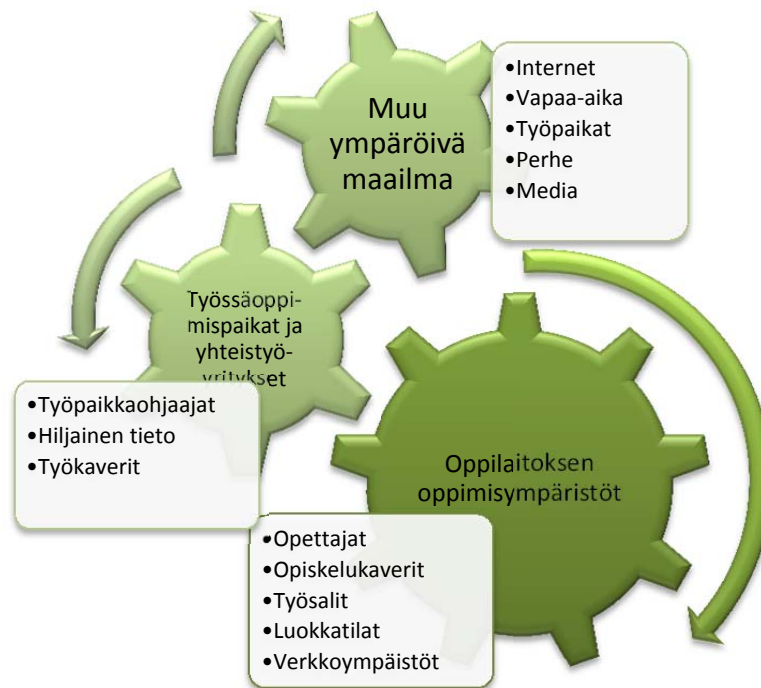 Muu
ympäröivä
maailma
•Internet
•Vapaa-aika
•Työpaikat
•Perhe
•Media
Työssäoppi-
mispaikat ja
yhteistyö-
yritykset
•Työpaikkaohjaajat
•Hiljainen tieto
•Työkaverit
Oppilaitoksen
oppimisympäristöt
•Opettajat
•Opiskelukaverit
•Työsalit
•Luokkatilat
•Verkkoympäistöt